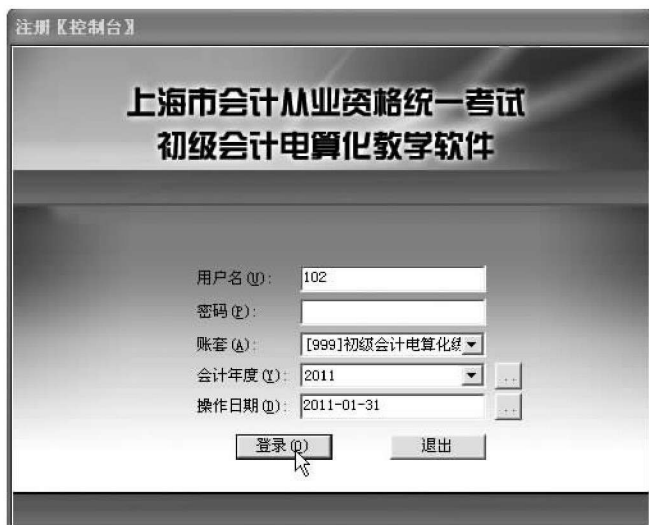 注册【控制台】
上海市会计从业资格统一考试
初级会计电算化教学软件
用户名(U): 102
密码(P):
账套(A): [999]初级会计电算化练
会计年度(Y): 2011 ..
操作日期(D): 2011-01-31 ..
登录(O) 退出